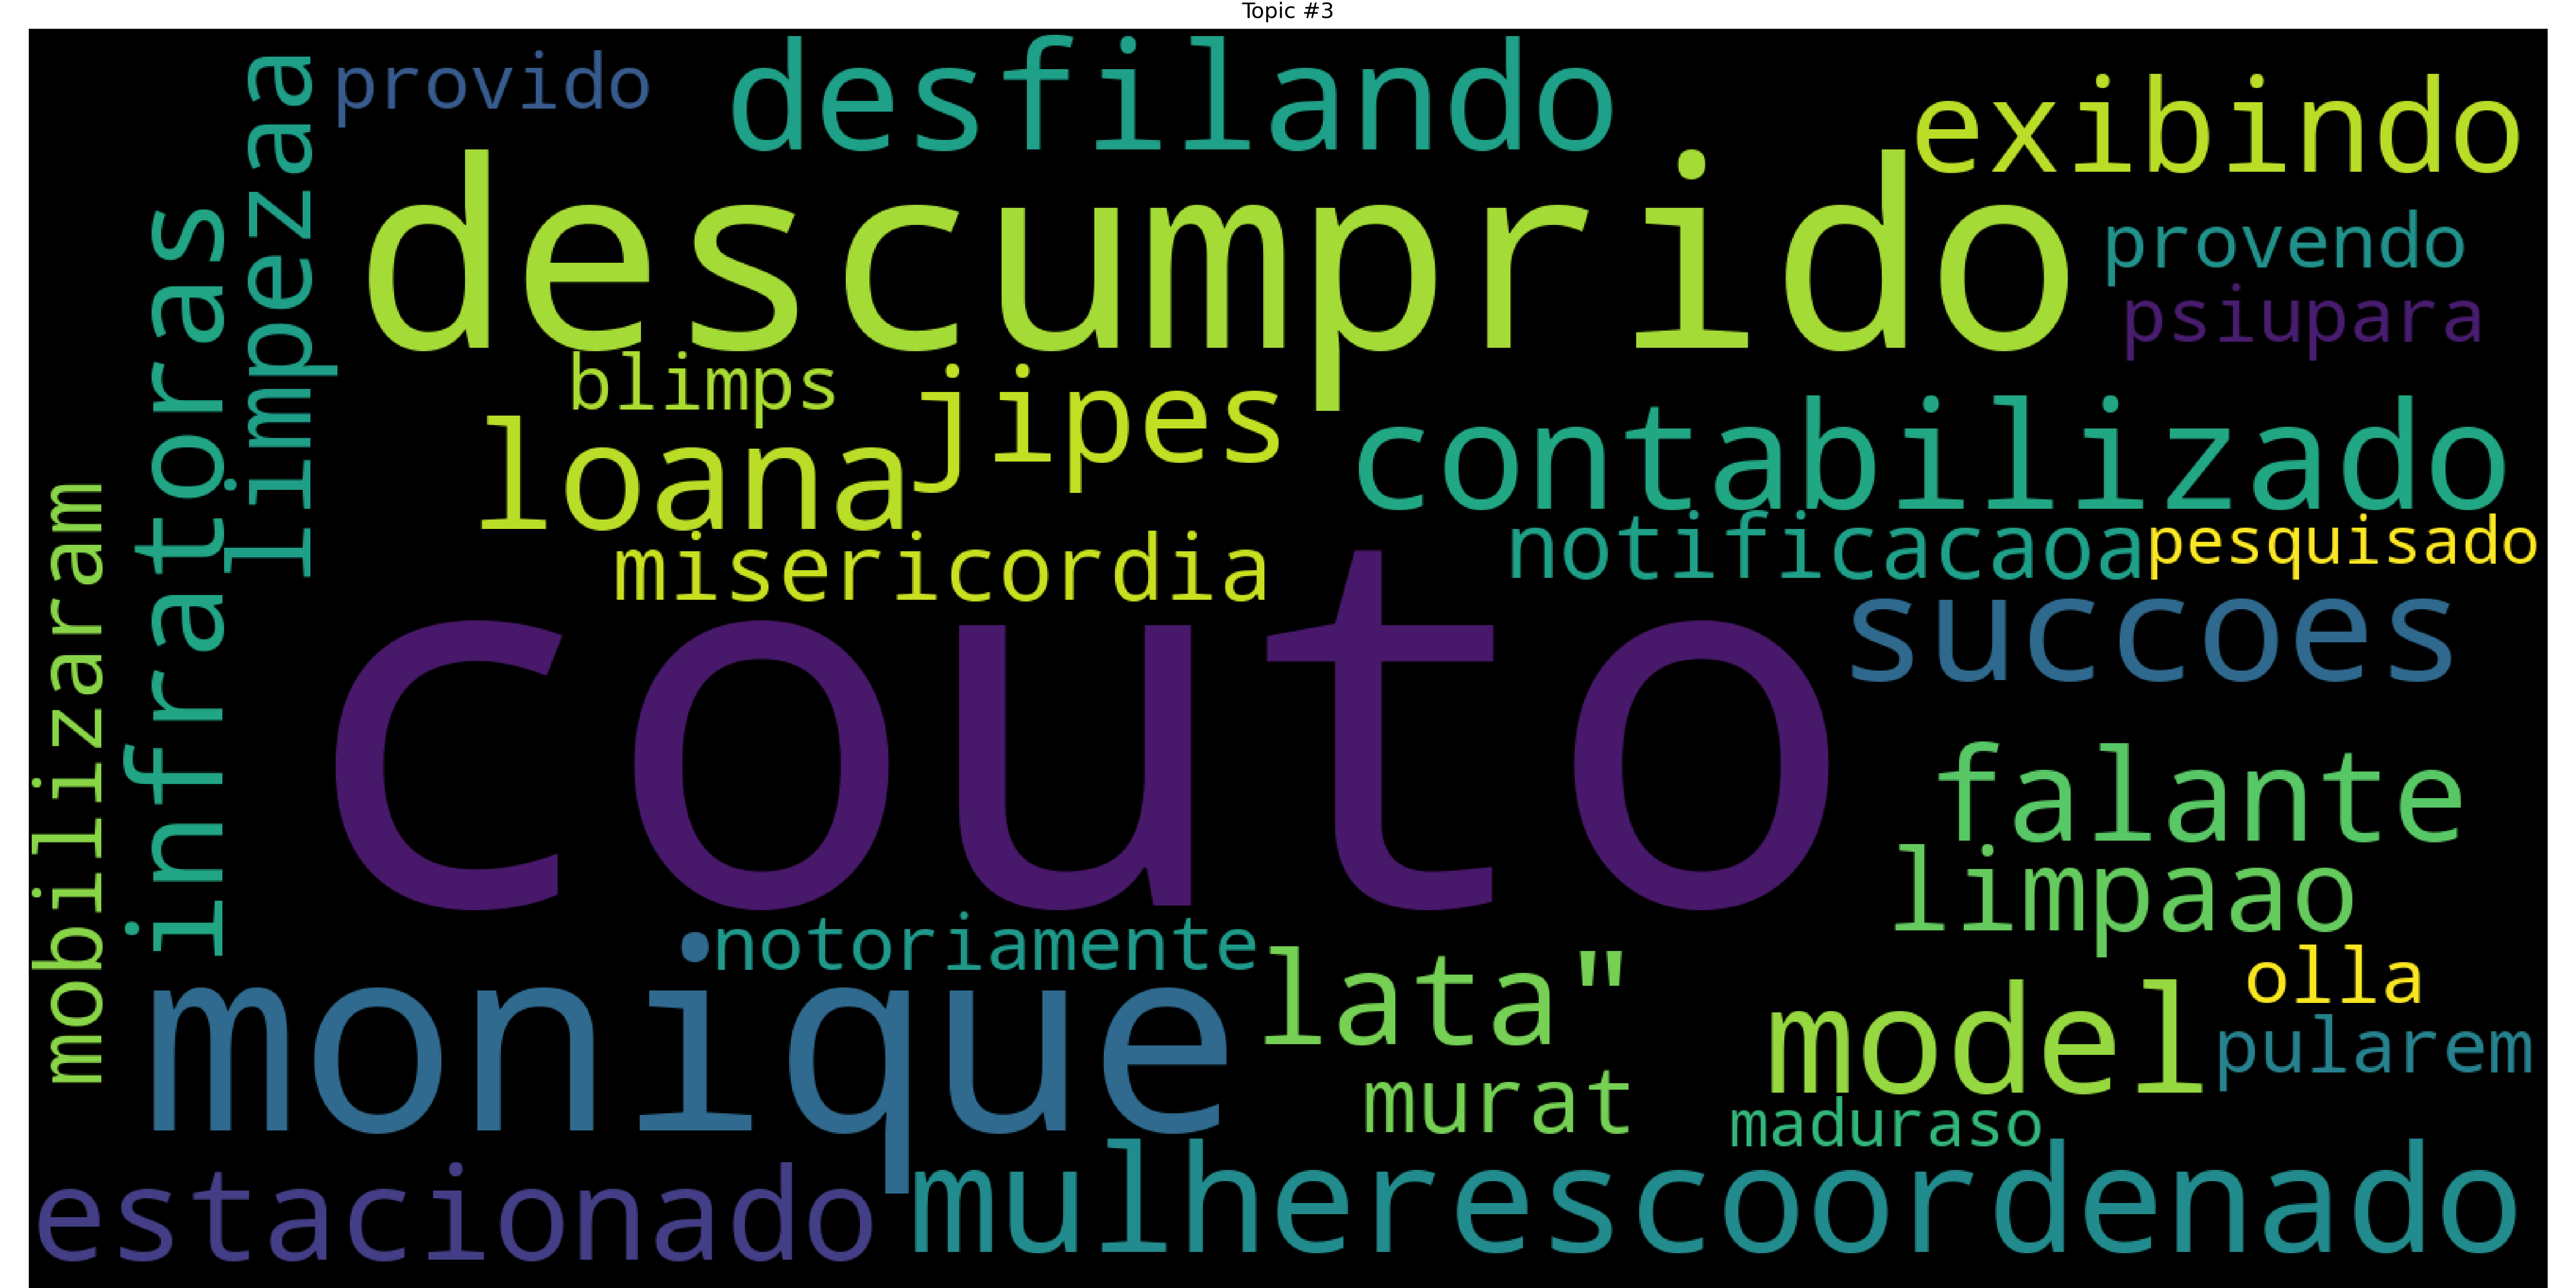 Topic #3
limpezaa
provido
desfilando
exibindo
descumprido
provendo
infratoras
psiupara
blimps
jipes
loana
contabilizado
misericordia
notificacaoa
pesquisado
mobilizaram
couto
succoes
falante
limpaao
•
notoriamente
lata"
olla
monique
model
pularem
murat
maduraso
estacionado
mulherescoordenado